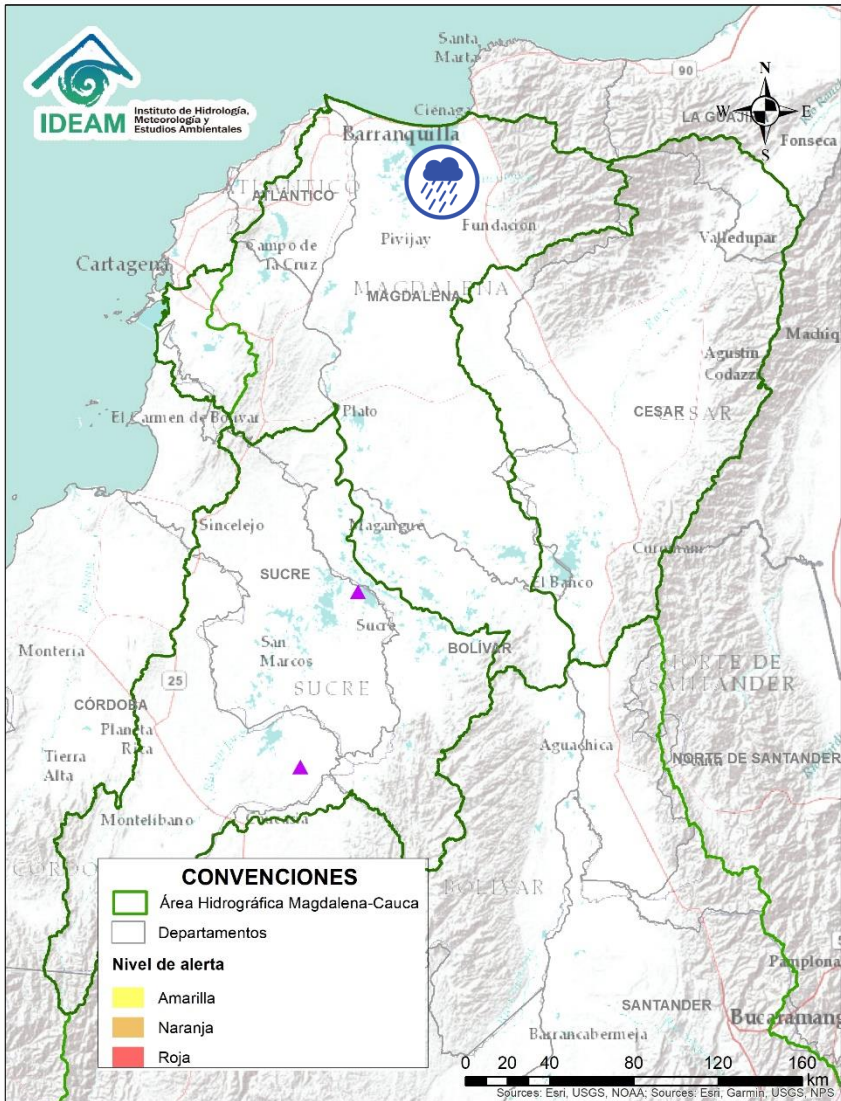 Santa
Marta
90
N
W E
S
IDEAM
Instituto de Hidrología,
Meteorología y
Estudios Ambientales
Ciénaga
Barranquilla
Fonseca
ATLÁNTICO
Valledupar
Fundación
Pivijay
Campo de
la Cruz
Cartagena
MAGDALENA
MAGDALENA
Machiq
Agustín
Codazzi
El Carmen de Bolívar
Plato
CESAR
CESAR
Sincelejo
Magangué
Curumaní
SUCRE
El Banco
Sucre
San
Marcos
BOLÍVAR
Montería
SUCRE
NORTE DE
SANTANDER
25
CÓRDOBA
Planeta
Rica
Aguachica
NORTE DE SANTANDER
Tierra
Alta
Montelíbano
BOLÍVAR
CONVENCIONES
Área Hidrográfica Magdalena-Cauca
Departamentos
Nivel de alerta
Amarilla
Naranja
Roja
Pamplona
SANTANDER
Bucaramang
Barrancabermeja
0 20 40 80 120 160
km
Sources: Esri, USGS, NOAA; Sources: Esri, Garmin, USGS, NPS